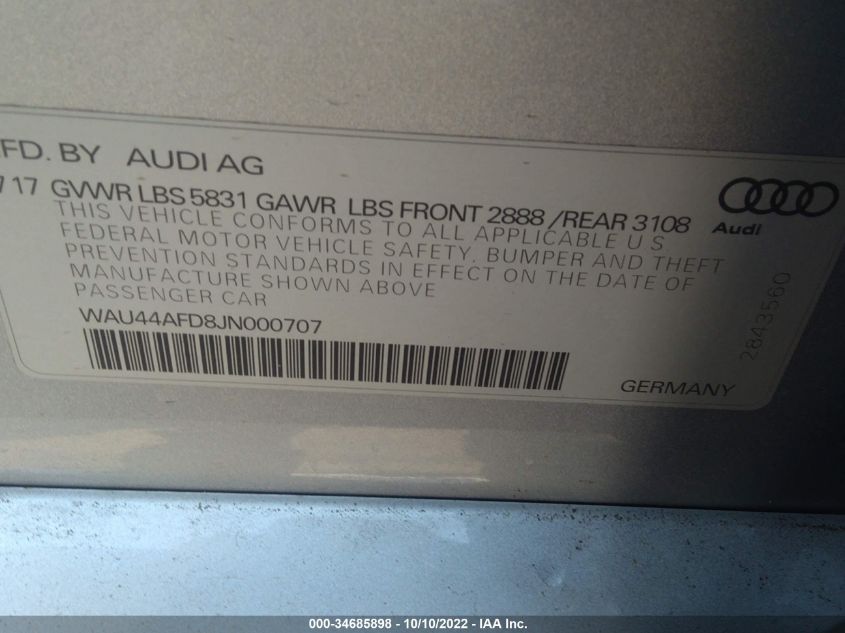 FD. BY AUDI AG
717 GVWR LBS 5831 GAWR LBS FRONT 2888 /REAR 3108
THIS VEHICLE CONFORMS TO ALL APPLICABLE U.S.
FEDERAL MOTOR VEHICLE SAFETY, BUMPER AND THEFT
PREVENTION STANDARDS IN EFFECT ON THE DATE OF
MANUFACTURE SHOWN ABOVE
PASSENGER CAR
WAU44AFD8JN000707
Audi
2843560
GERMANY
000-34685898 - 10/10/2022 - IAA Inc.